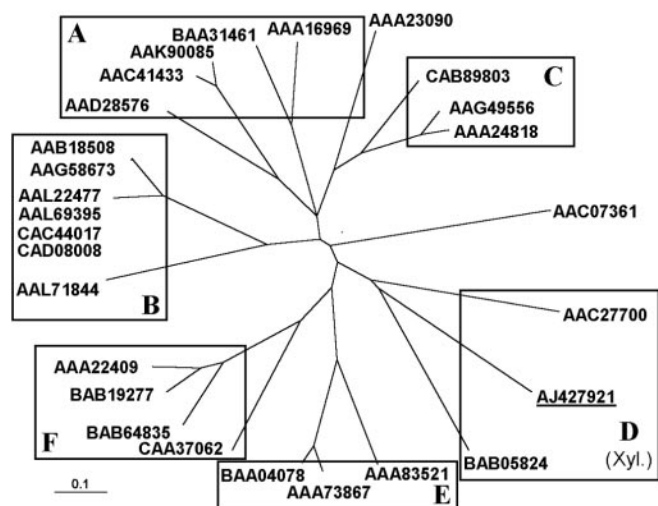 A
BAA31461
AAA16969
AAA23090
AAK90085
AAC41433
AAD28576
CAB89803
C
AAG49556
AAA24818
AAB18508
AAG58673
AAL22477
AAL69395
CAC44017
CAD08008
AAL71844
B
AAC07361
AAC27700
AJ427921
D
(Xyl.)
BAB05824
AAA22409
BAB19277
BAB64835
F
CAA37062
BAA04078
AAA83521
AAA73867
E
0.1